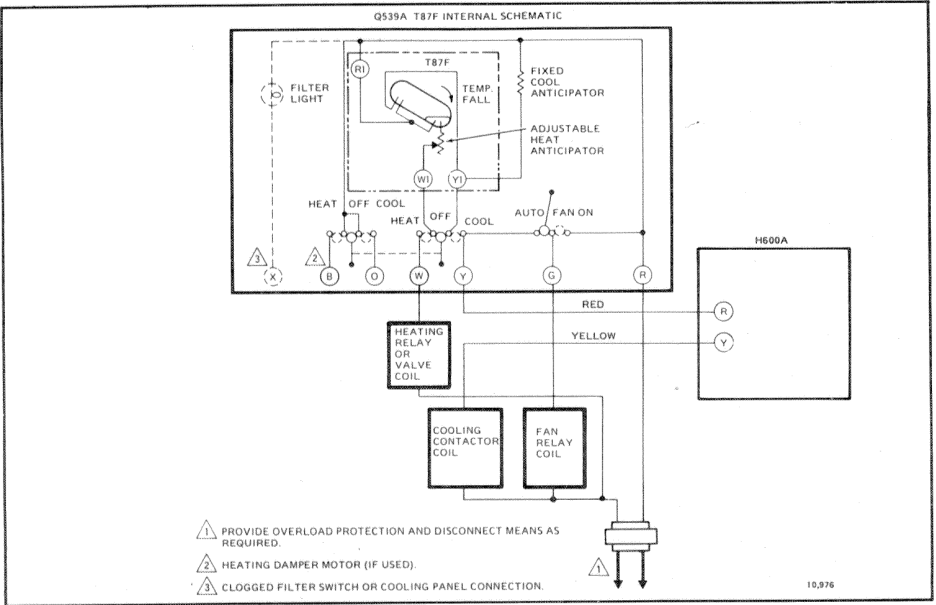 Q539A T87F INTERNAL SCHEMATIC
R1
T87F
FILTER
LIGHT
TEMP.
FALL
FIXED
COOL
ANTICIPATOR
ADJUSTABLE
HEAT
ANTICIPATOR
W1
Y1
HEAT OFF COOL
HEAT OFF COOL
AUTO FAN ON
H600A
3
X
2
B
O
W
Y
G
R
RED
R
YELLOW
Y
HEATING
RELAY
OR
VALVE
COIL
COOLING
CONTACTOR
COIL
FAN
RELAY
COIL
1 PROVIDE OVERLOAD PROTECTION AND DISCONNECT MEANS AS
REQUIRED.
2 HEATING DAMPER MOTOR (IF USED).
3 CLOGGED FILTER SWITCH OR COOLING PANEL CONNECTION.
1
10,976